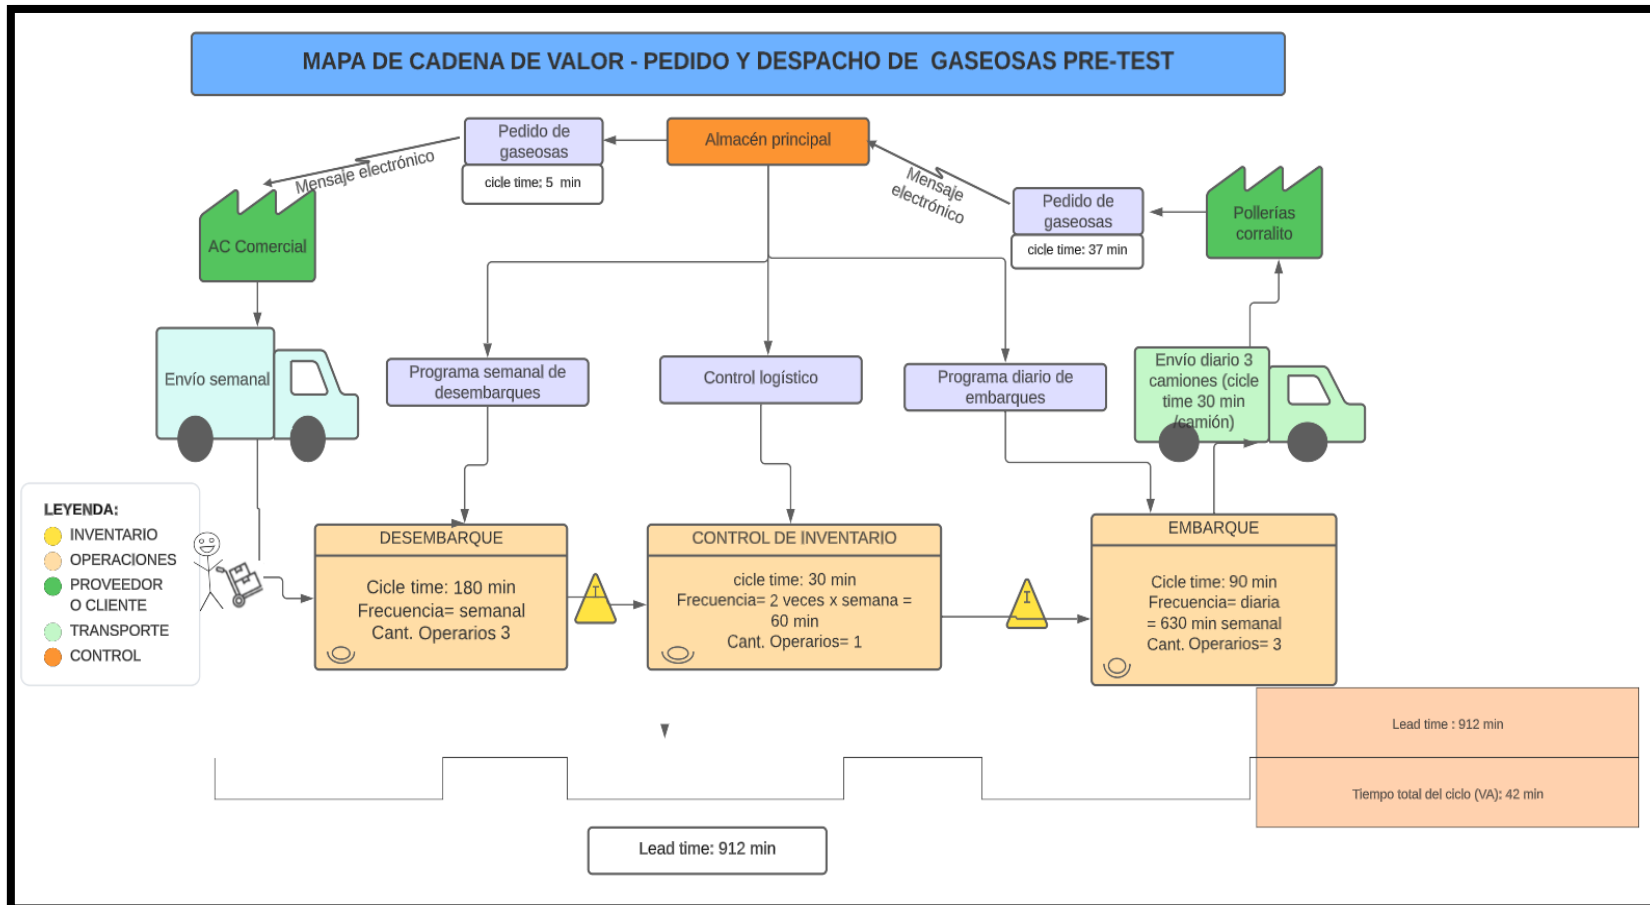 MAPA DE CADENA DE VALOR - PEDIDO Y DESPACHO DE GASEOSAS PRE-TEST
Pedido de
gaseosas
cicle time: 5 min
Almacén principal
Mensaje electrónico
Mensaje
electrónico
Pedido de
gaseosas
cicle time: 37 min
Pollerías
corralito
AC Comercial
Envío semanal
Programa semanal de
desembarques
Control logístico
Programa diario de
embarques
Envío diario 3
camiones (cicle
time 30 min
/camión)
LEYENDA:
INVENTARIO
OPERACIONES
PROVEEDOR
O CLIENTE
TRANSPORTE
CONTROL
DESEMBARQUE
Cicle time: 180 min
Frecuencia= semanal
Cant. Operarios 3
I
CONTROL DE INVENTARIO
cicle time: 30 min
Frecuencia= 2 veces x semana =
60 min
Cant. Operarios= 1
I
EMBARQUE
Cicle time: 90 min
Frecuencia= diaria
= 630 min semanal
Cant. Operarios= 3
Lead time : 912 min
Tiempo total del ciclo (VA): 42 min
Lead time: 912 min